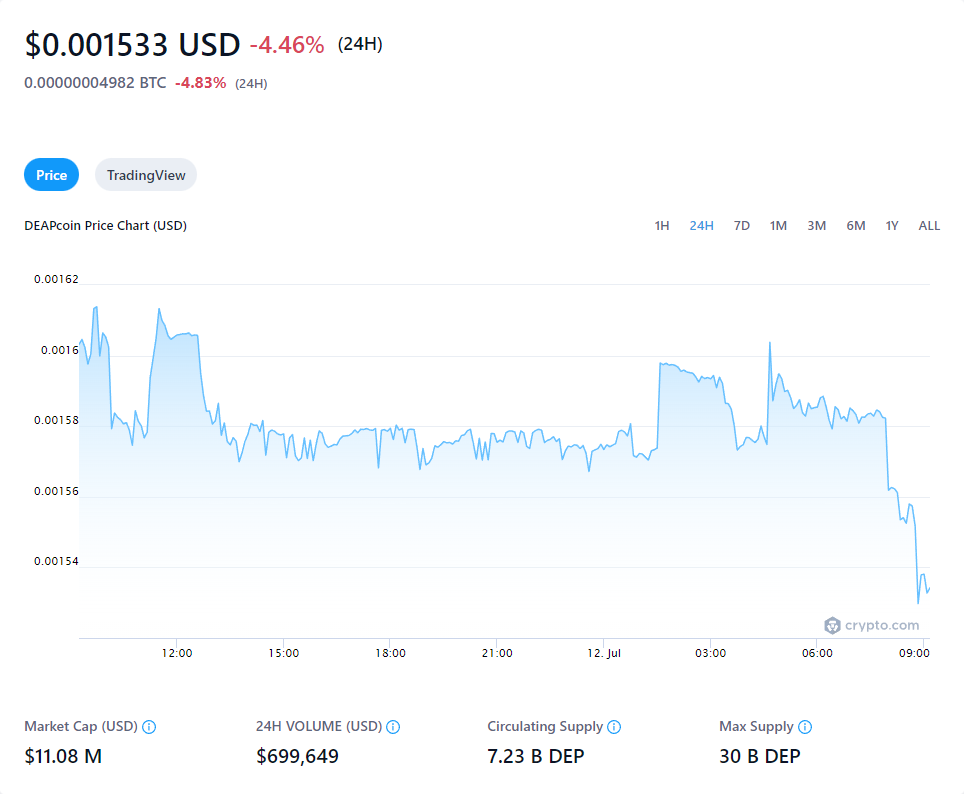 $0.001533 USD -4.46% (24H)
0.00000004982 BTC -4.83% (24H)
Price TradingView
DEAPcoin Price Chart (USD) 1H 24H 7D 1M 3M 6M 1Y ALL
0.00162
0.0016
0.00158
0.00156
0.00154
crypto.com
12:00 15:00 18:00 21:00 12. Jul 03:00 06:00 09:00
Market Cap (USD) 24H VOLUME (USD) Circulating Supply Max Supply
$11.08 M $699,649 7.23 B DEP 30 B DEP